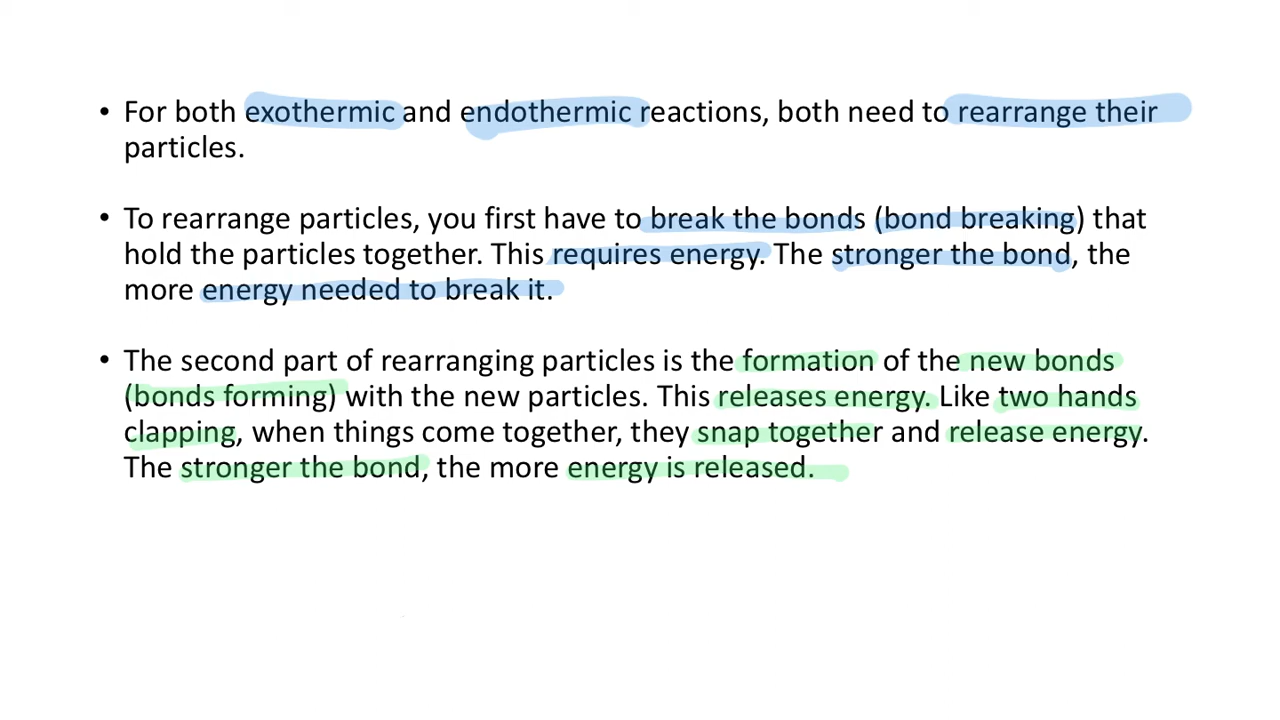 • For both exothermic and endothermic reactions, both need to rearrange their
particles.
• To rearrange particles, you first have to break the bonds (bond breaking) that
hold the particles together. This requires energy. The stronger the bond, the
more energy needed to break it.
• The second part of rearranging particles is the formation of the new bonds
(bonds forming) with the new particles. This releases energy. Like two hands
clapping, when things come together, they snap together and release energy.
The stronger the bond, the more energy is released.